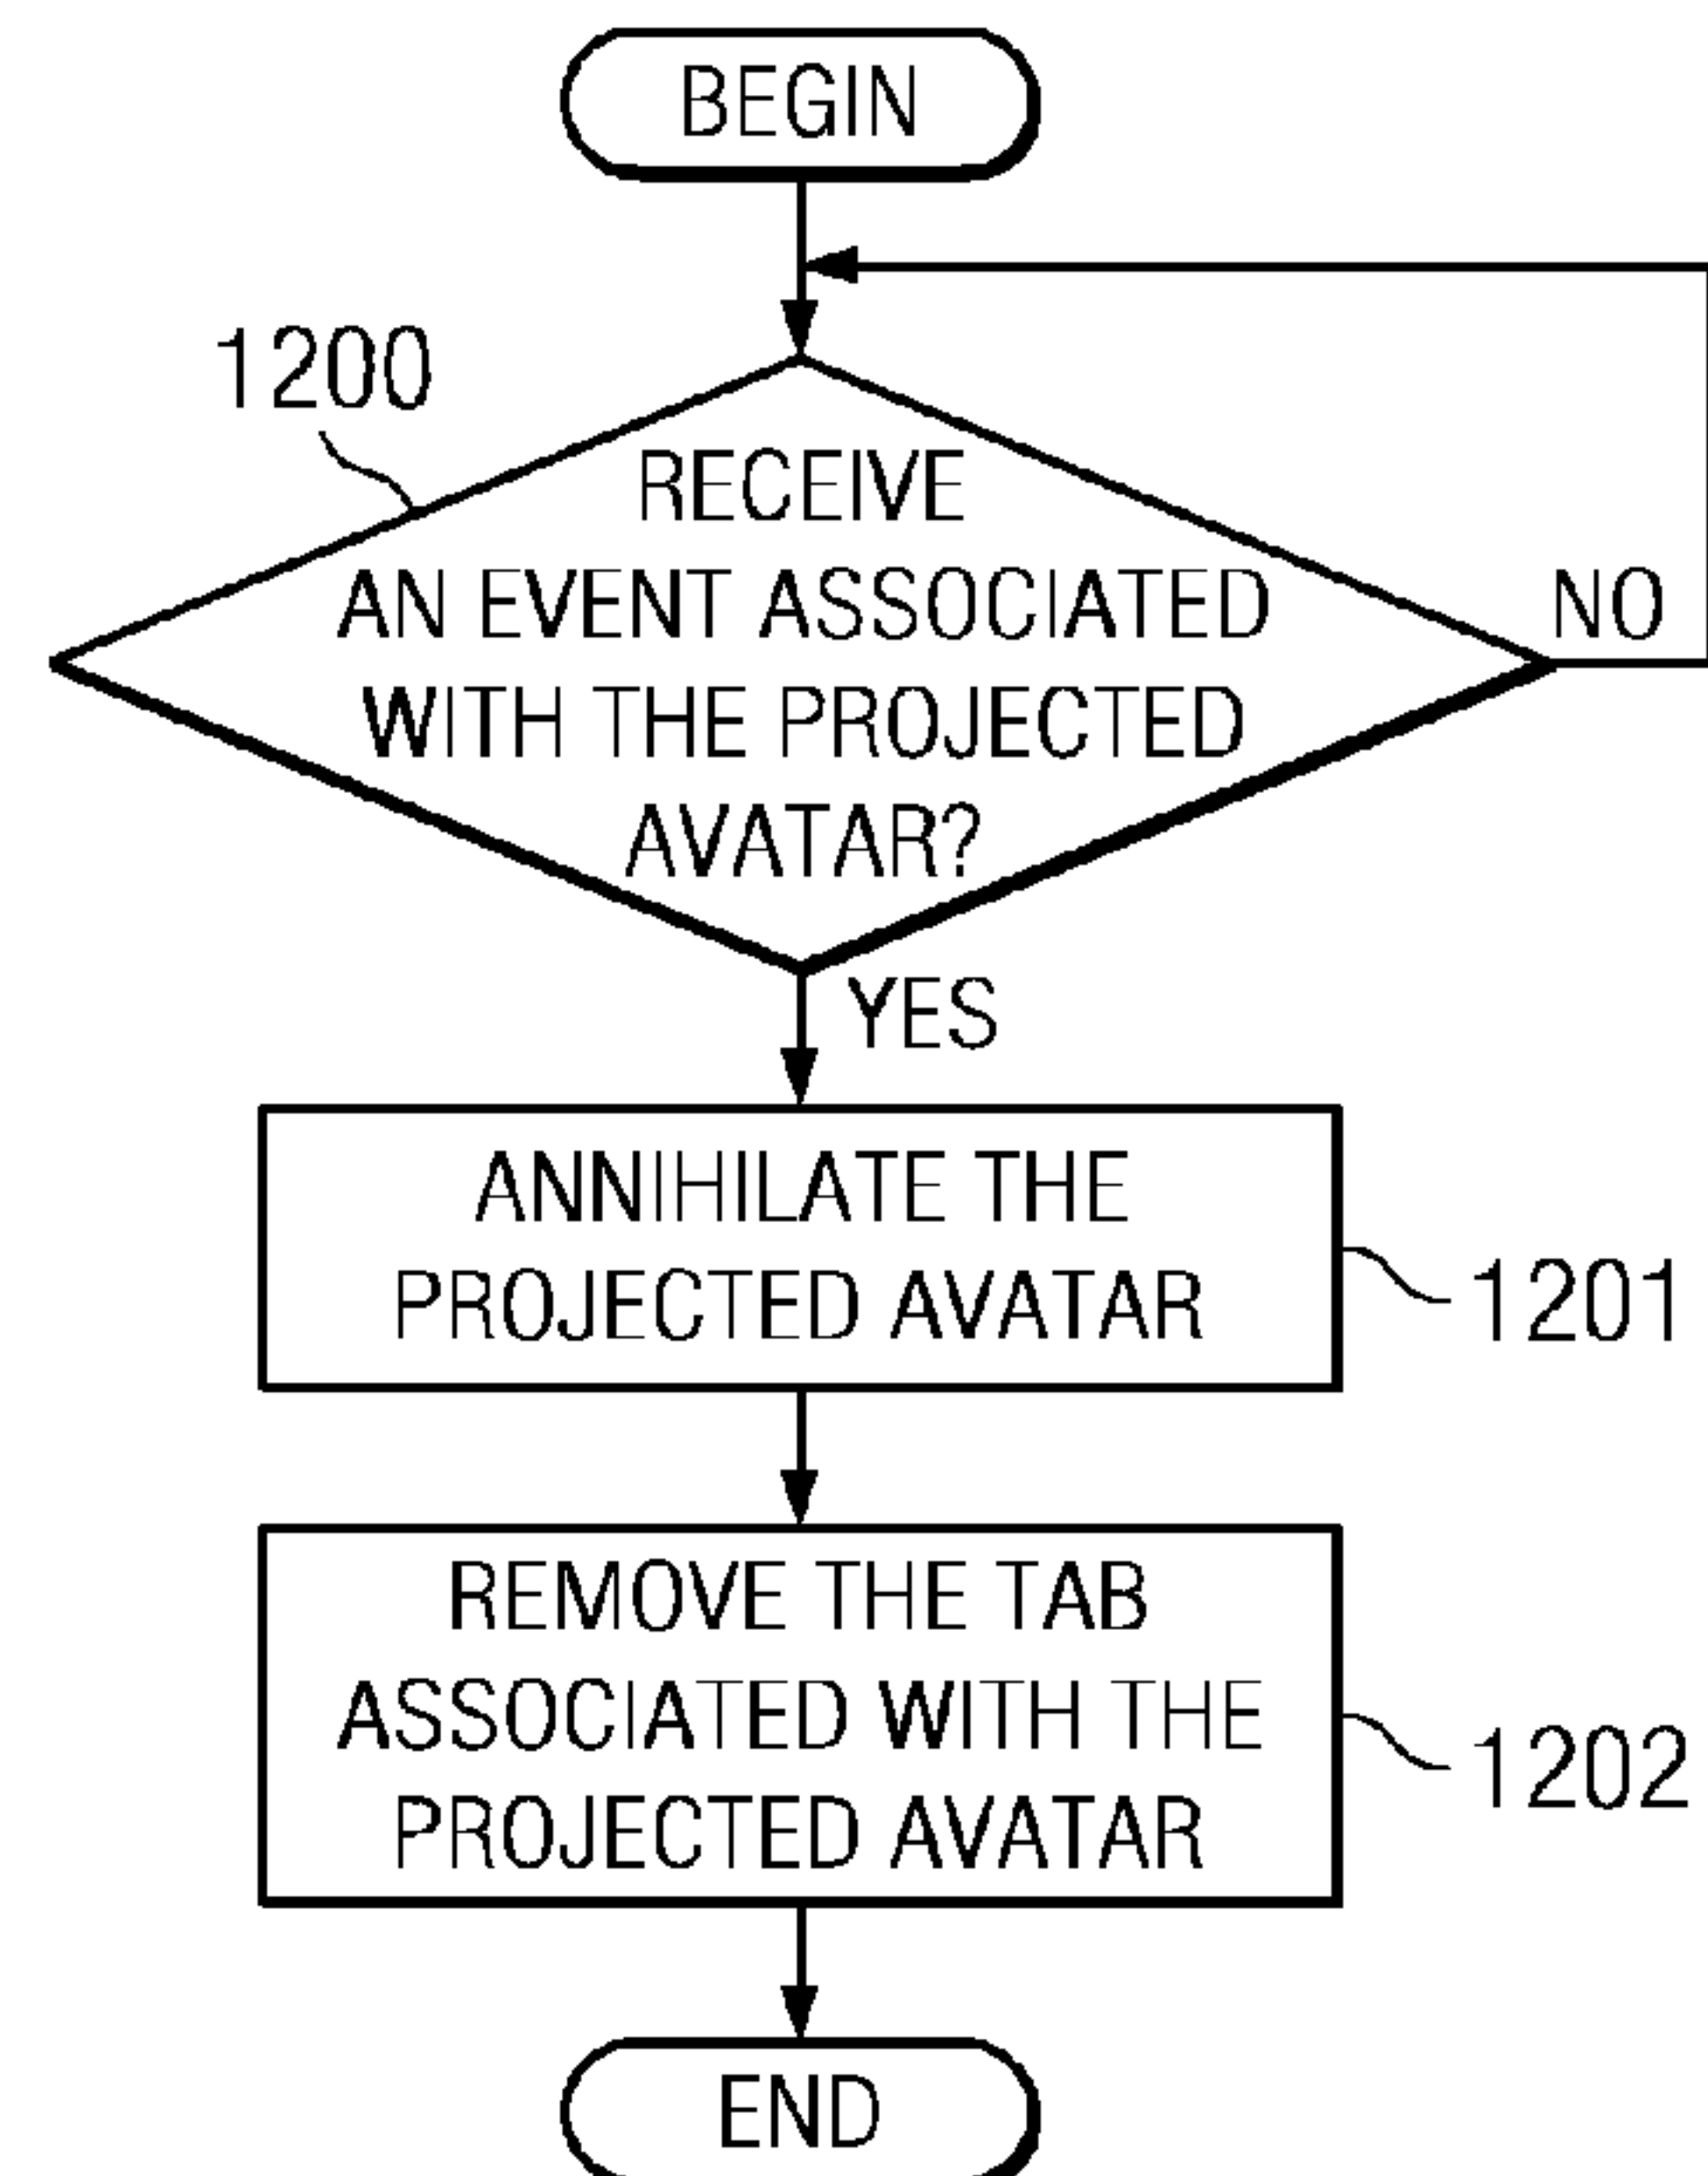 BEGIN
1200
RECEIVE
AN EVENT ASSOCIATED
WITH THE PROJECTED
AVATAR?
NO
YES
ANNIHILATE THE
PROJECTED AVATAR
1201
REMOVE THE TAB
ASSOCIATED WITH THE
PROJECTED AVATAR
1202
END